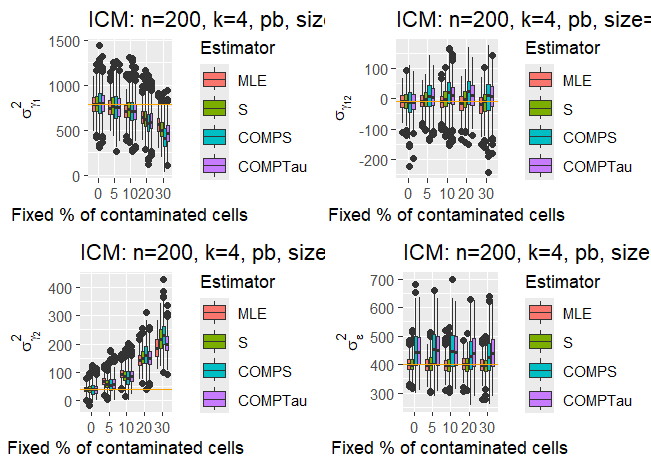 ICM: n=200, k=4, pb, size
σ²γ1
1500
1000
500
0
0 5 10 20 30
Fixed % of contaminated cells
Estimator
MLE
S
COMPS
COMPTau
ICM: n=200, k=4, pb, size=
σγ12
100
0
-100
-200
0 5 10 20 30
Fixed % of contaminated cells
Estimator
MLE
S
COMPS
COMPTau
ICM: n=200, k=4, pb, size
σ²γ2
400
300
200
100
0
0 5 10 20 30
Fixed % of contaminated cells
Estimator
MLE
S
COMPS
COMPTau
ICM: n=200, k=4, pb, size
σ²ε
700
600
500
400
300
0 5 10 20 30
Fixed % of contaminated cells
Estimator
MLE
S
COMPS
COMPTau